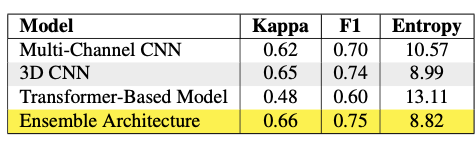 Model Kappa F1 Entropy
Multi-Channel CNN 0.62 0.70 10.57
3D CNN 0.65 0.74 8.99
Transformer-Based Model 0.48 0.60 13.11
Ensemble Architecture 0.66 0.75 8.82